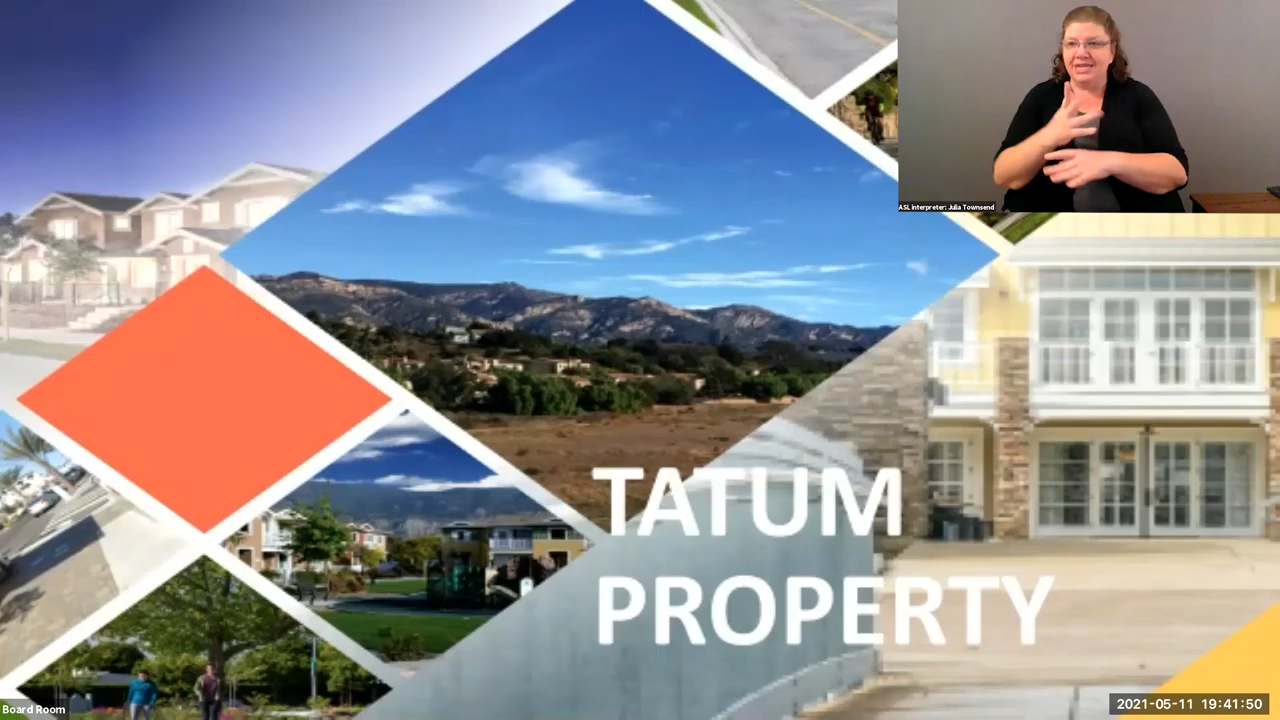 ASL Interpreter: Julia Townsend
TATUM
PROPERTY
Board Room
2021-05-11 19:41:50